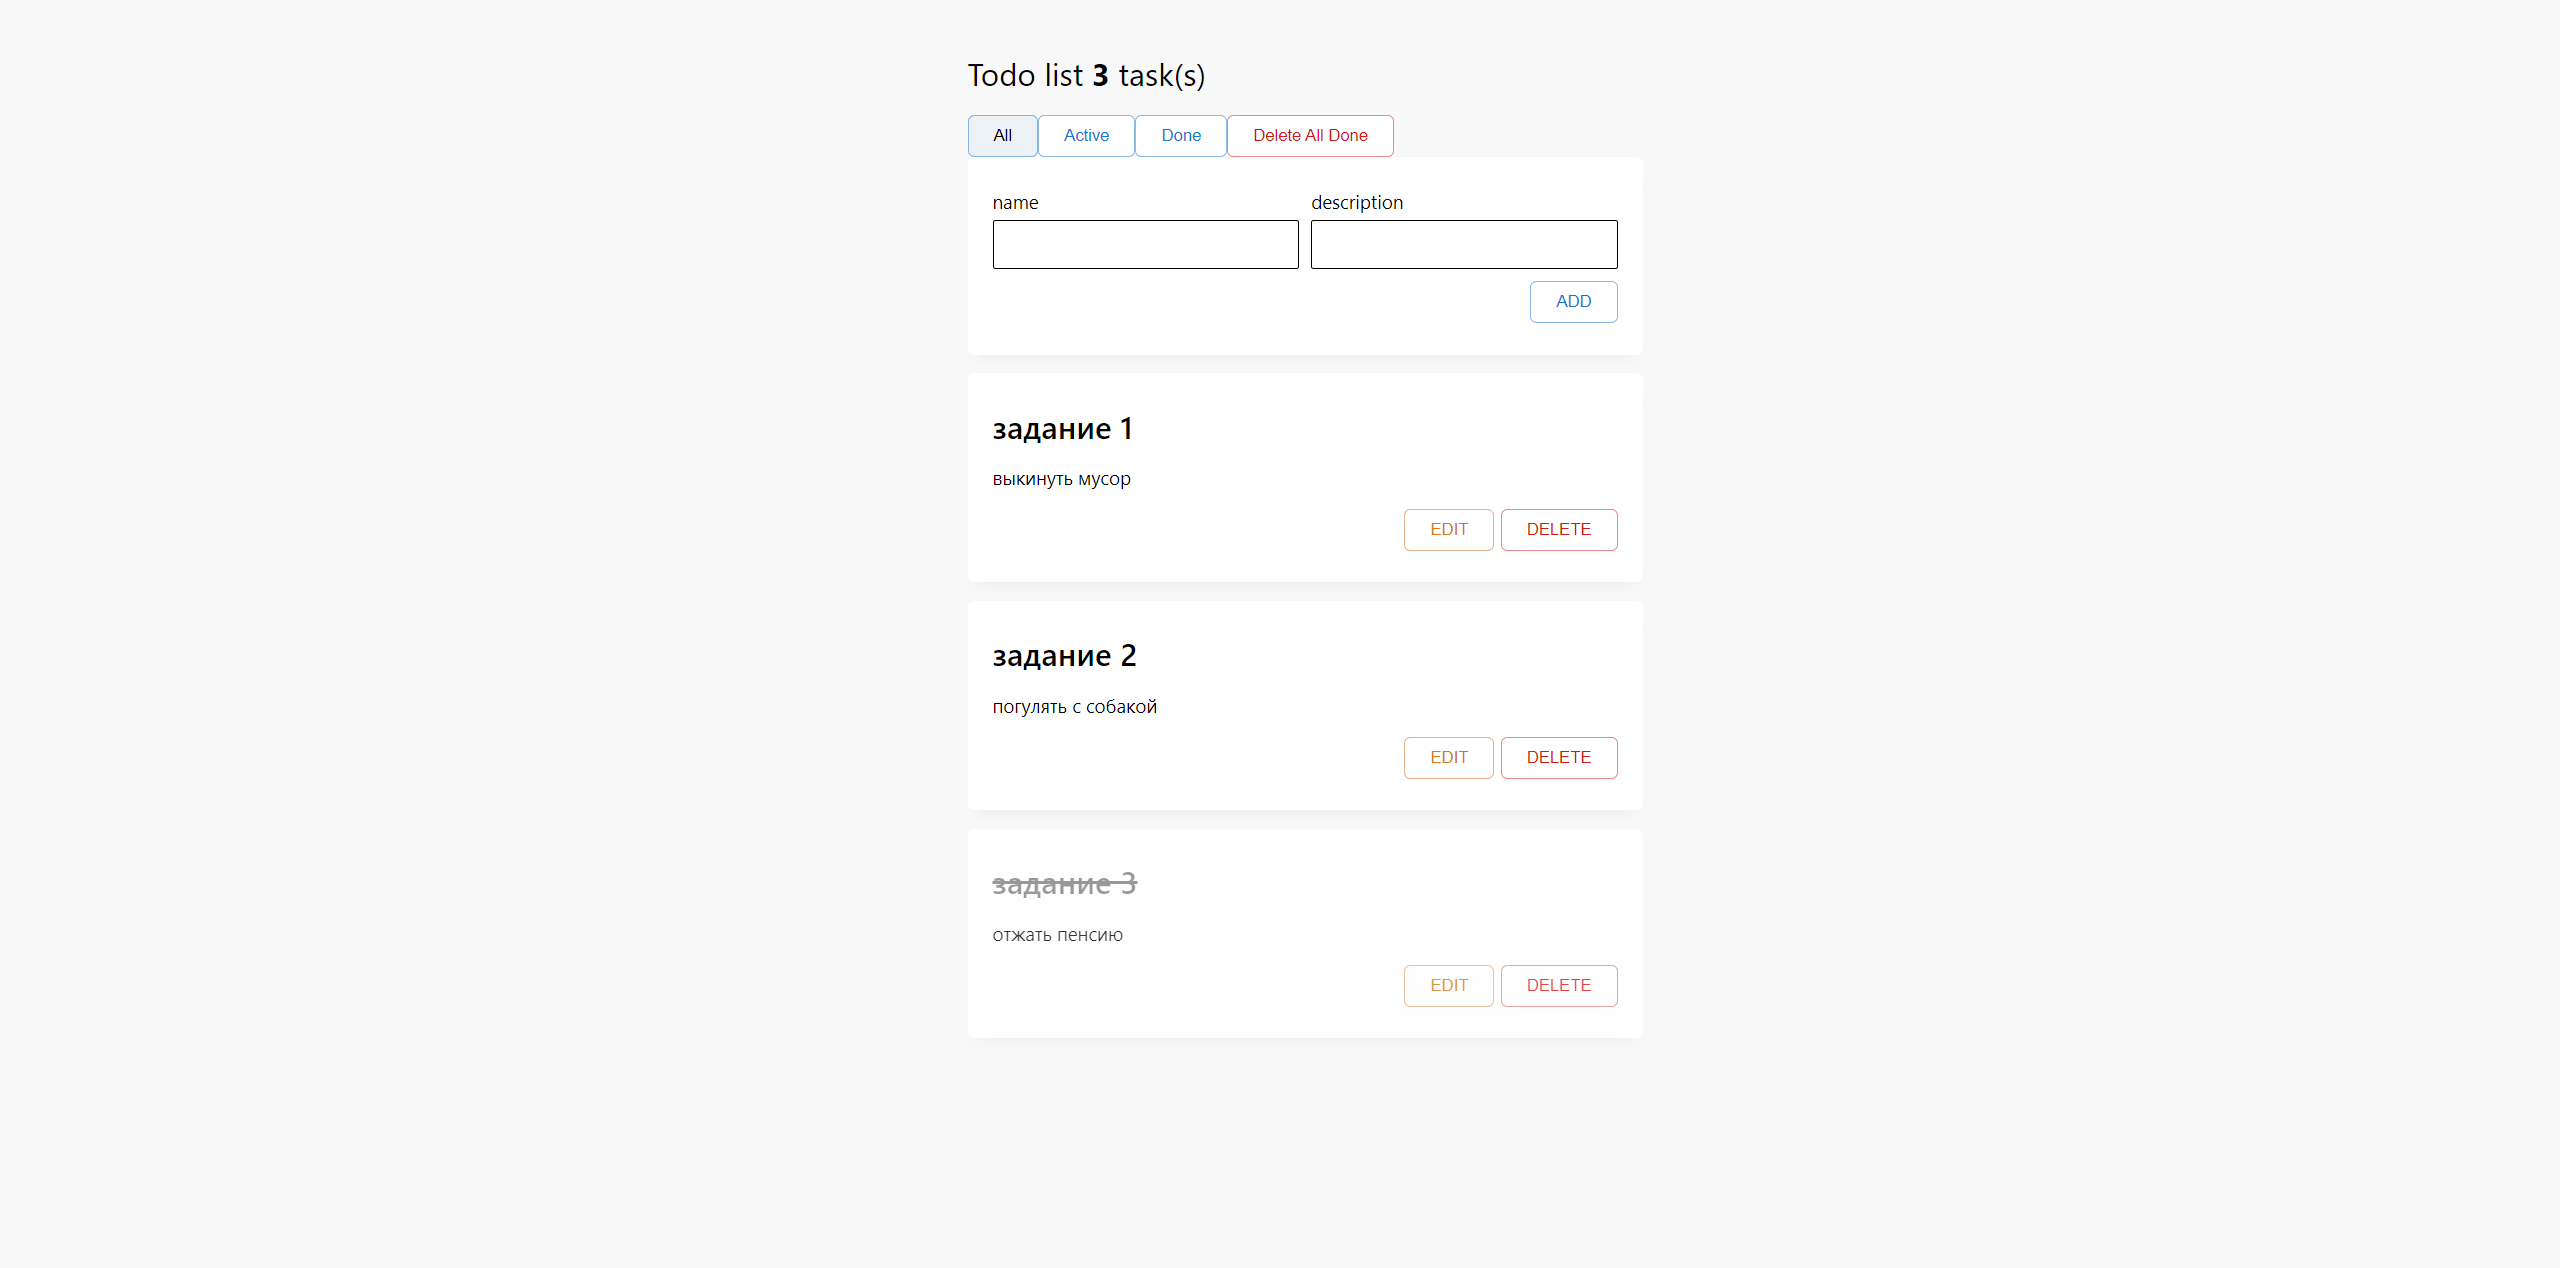 Todo list 3 task(s)
All Active Done Delete All Done
name description
ADD
задание 1
выкинуть мусор
EDIT DELETE
задание 2
погулять с собакой
EDIT DELETE
задание 3
отжать пенсию
EDIT DELETE